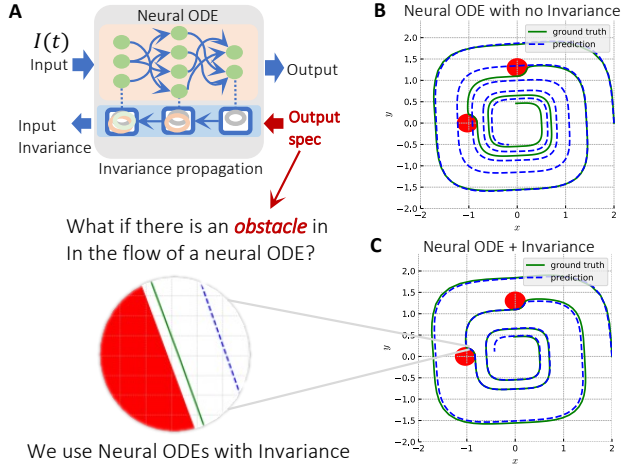 A
Neural ODE
I(t)
Input
Output
Input
Invariance
Output
spec
Invariance propagation
What if there is an obstacle in
In the flow of a neural ODE?
We use Neural ODEs with Invariance
B
Neural ODE with no Invariance
ground truth
prediction
2.0
1.5
1.0
0.5
0.0
−0.5
−1.0
−1.5
−2.0
y
−2
−1
0
1
2
x
C
Neural ODE + Invariance
ground truth
prediction
2,0
1.5
1.0
0.5
0.0
−0.5
−1.0
−1.5
−2,0
y
−2
−1
0
1
2
x